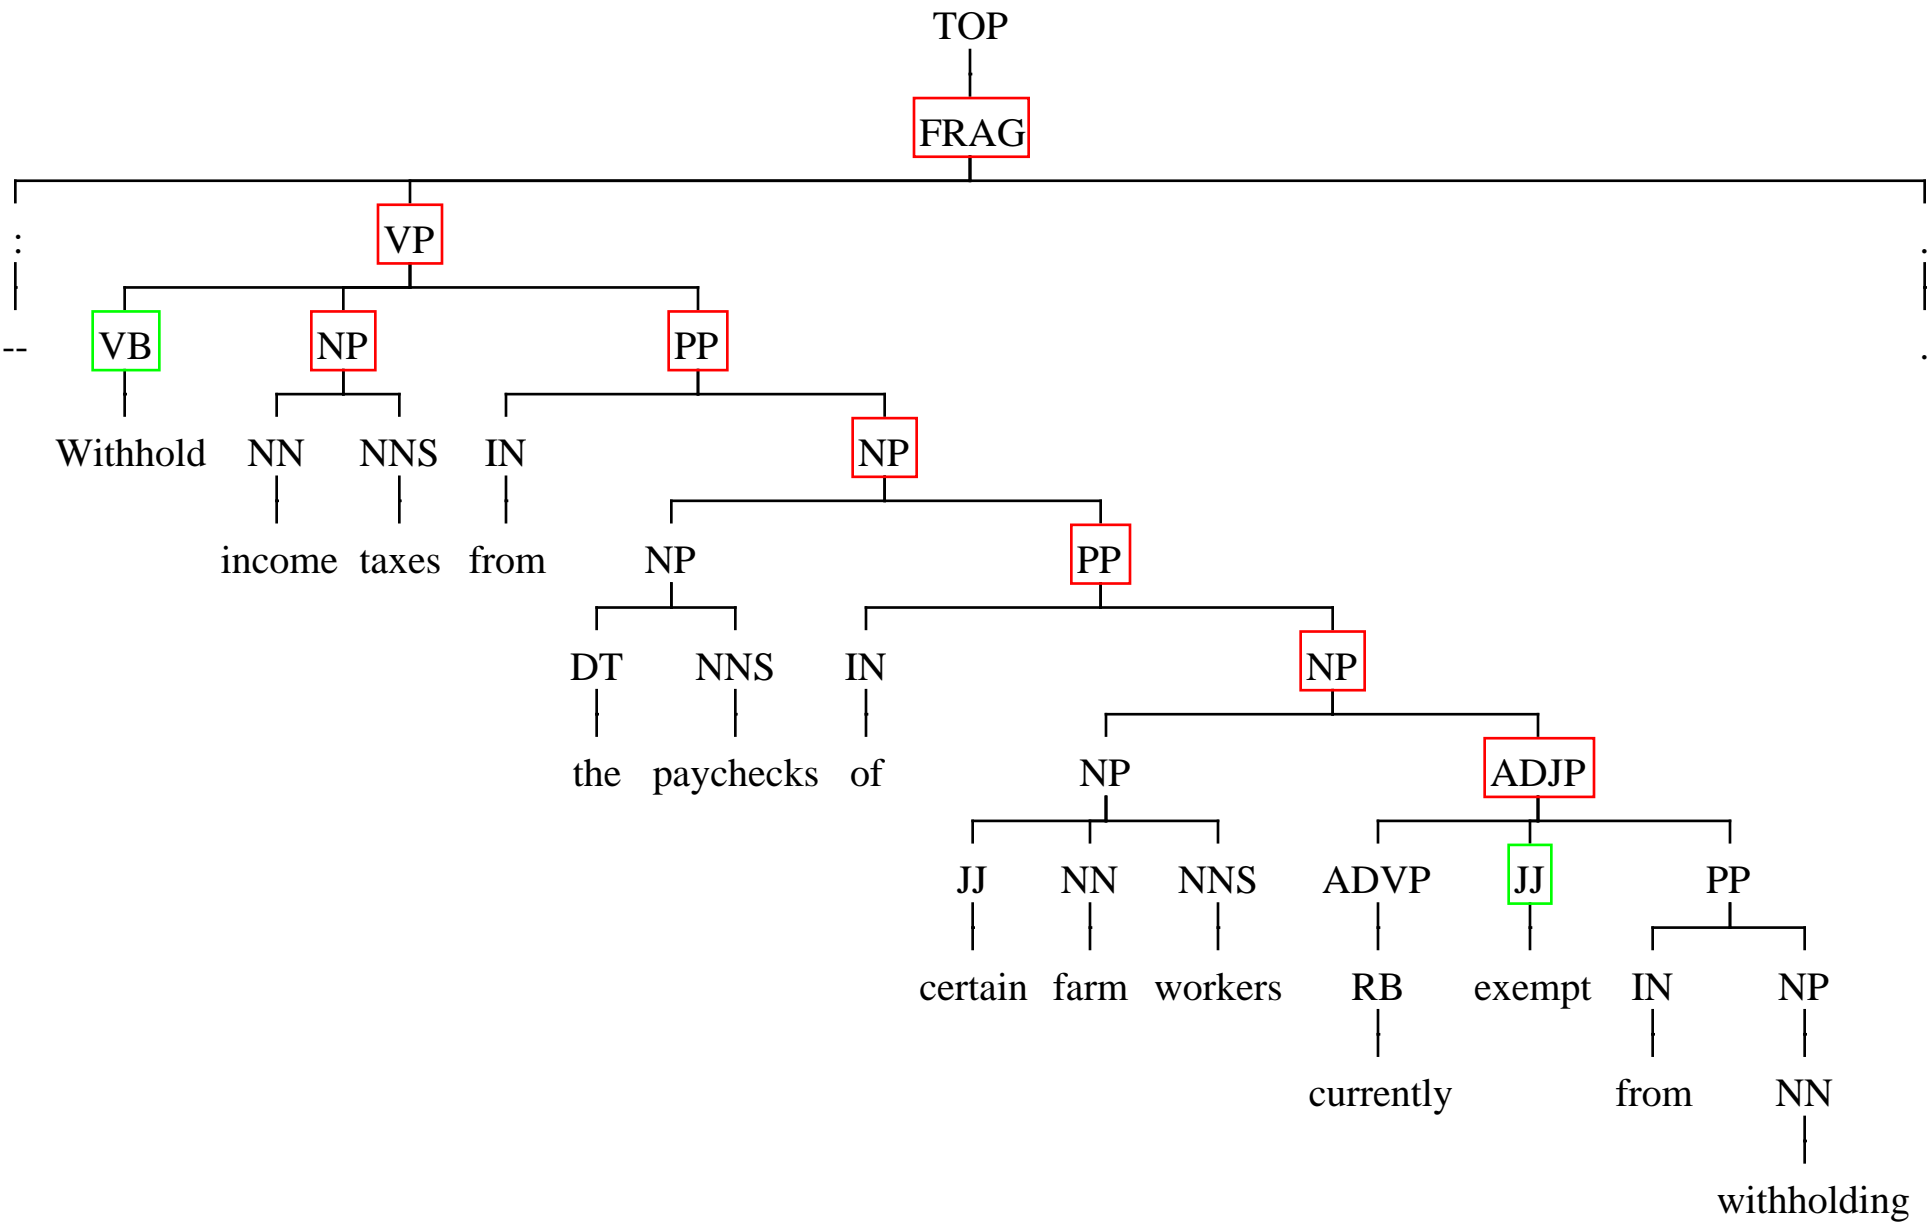 TOP
FRAG
: VP .
-- VB NP PP .
Withhold NN NNS IN NP
income taxes from NP PP
DT NNS IN NP
the paychecks of NP ADJP
JJ NN NNS ADVP JJ PP
certain farm workers RB exempt IN NP
currently from NN
withholding